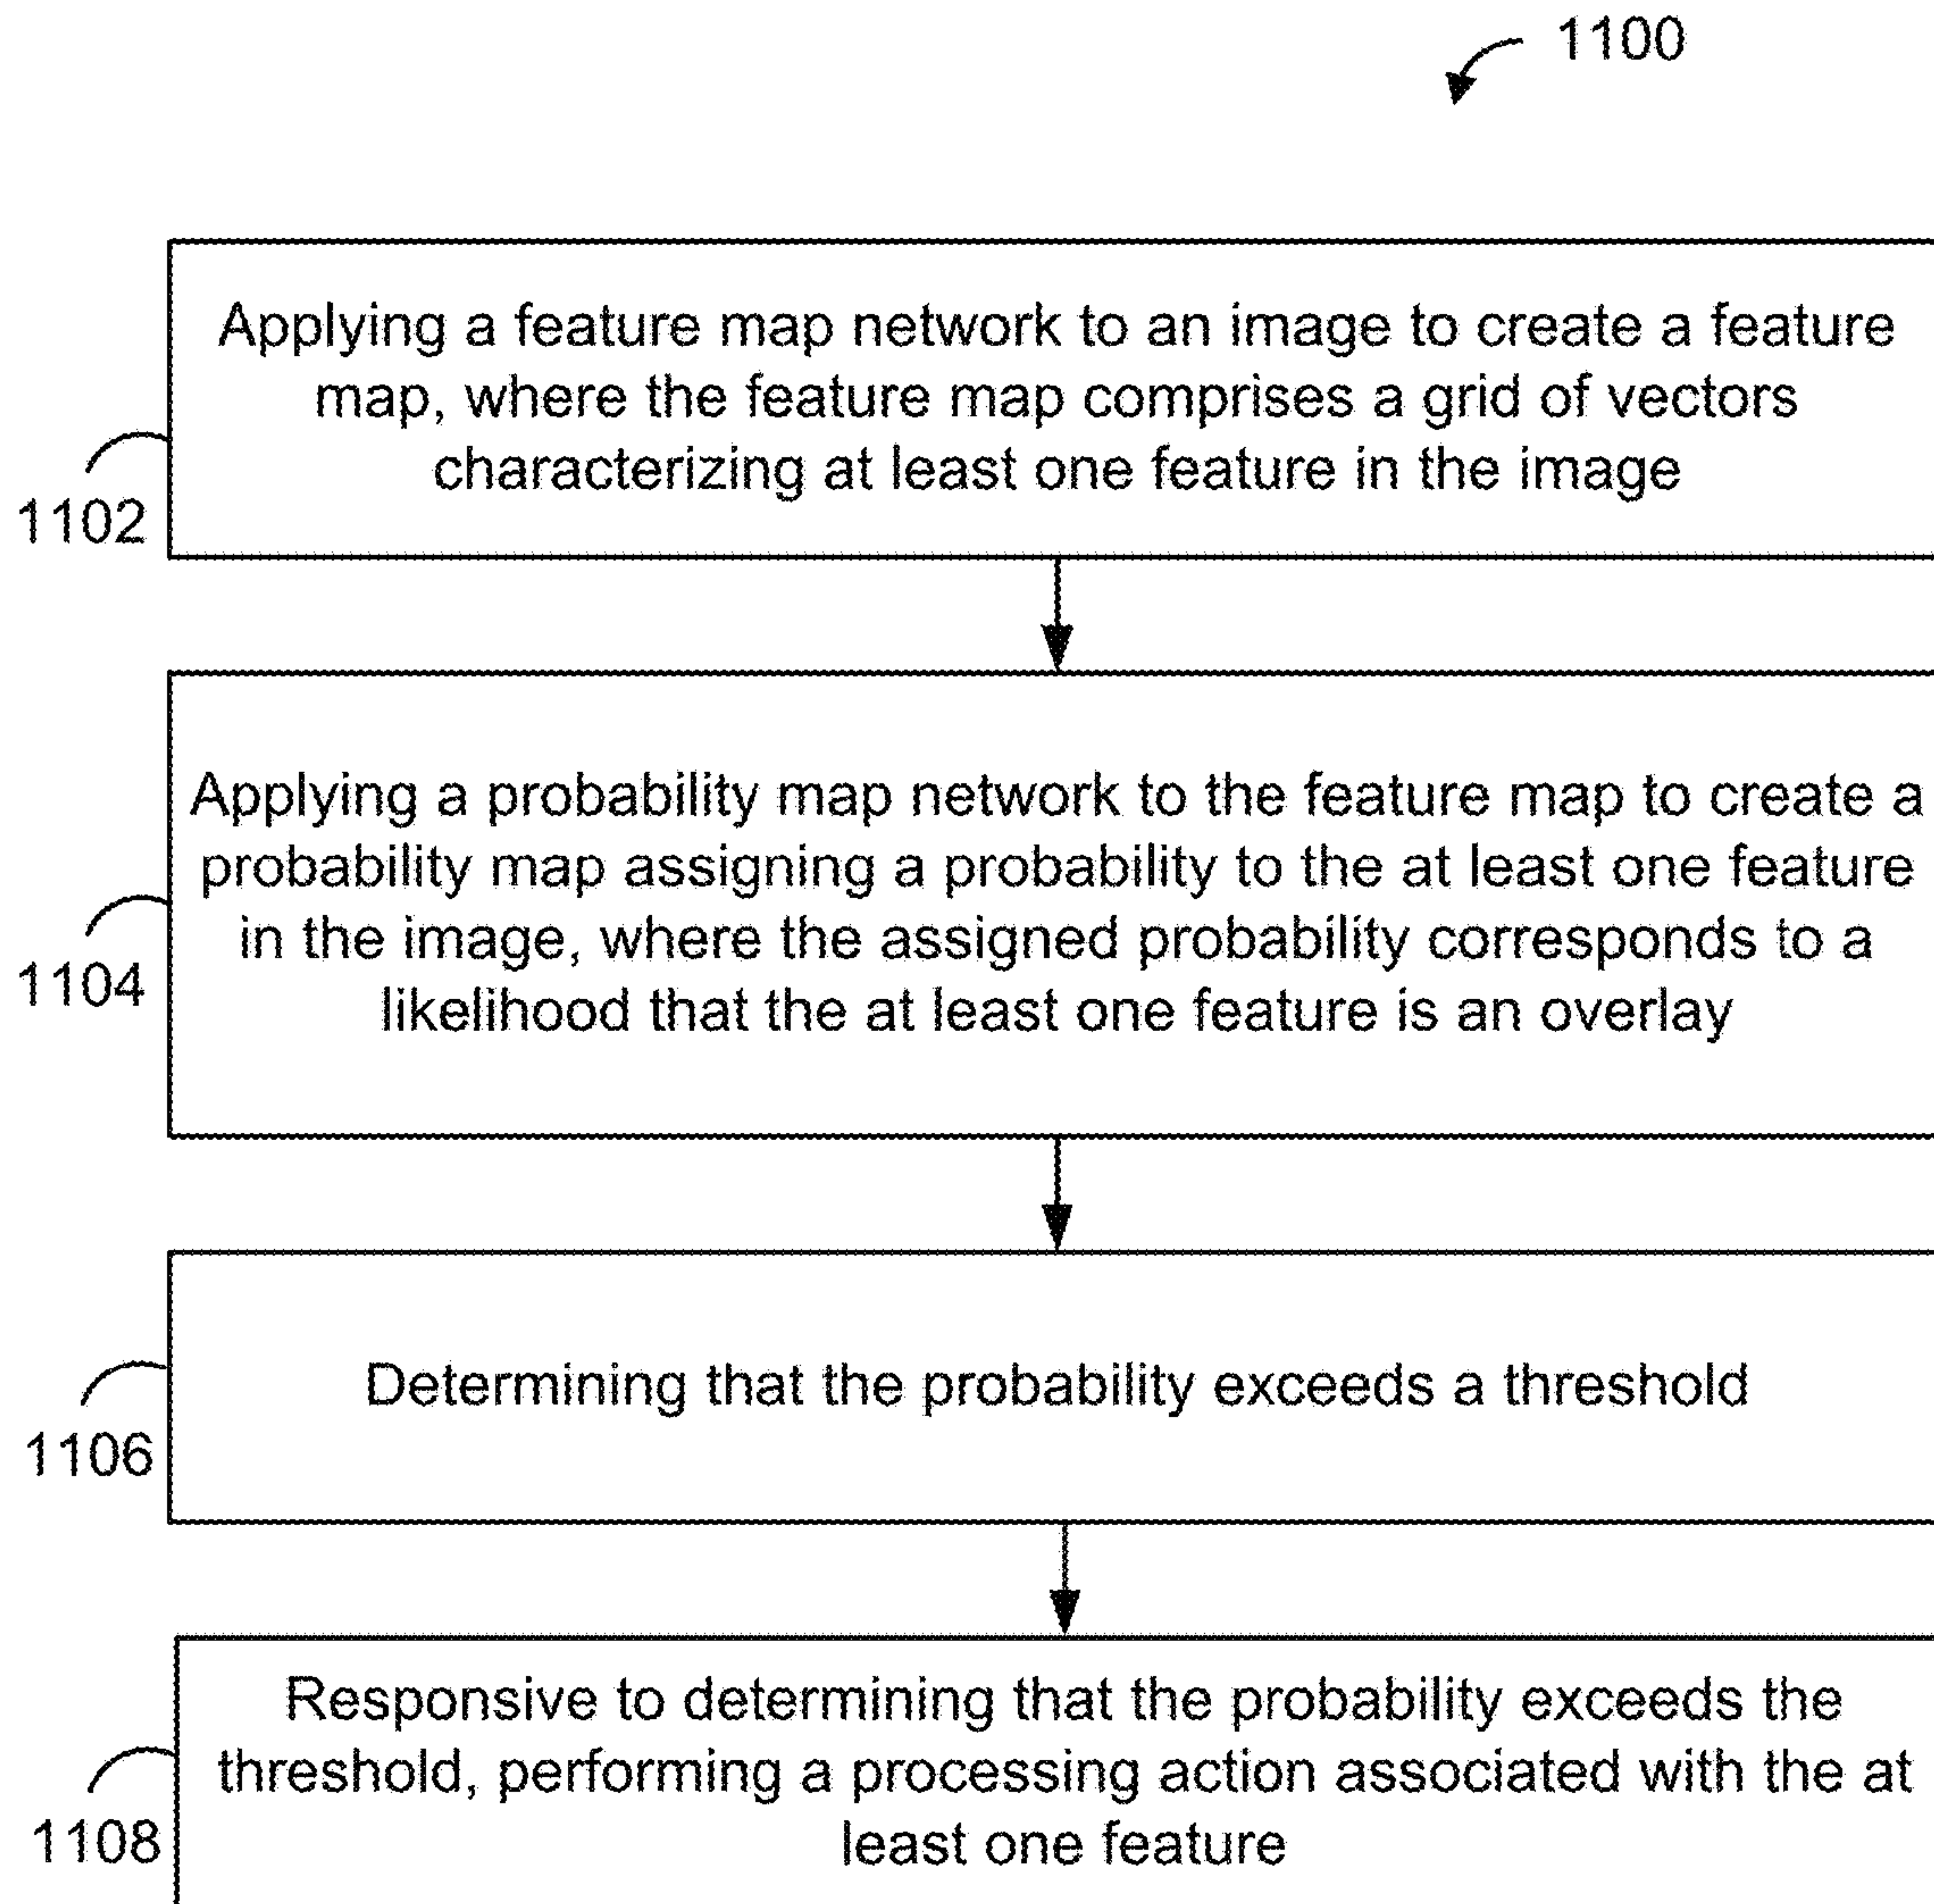 1100
Applying a feature map network to an image to create a feature
map, where the feature map comprises a grid of vectors
characterizing at least one feature in the image
1102
Applying a probability map network to the feature map to create a
probability map assigning a probability to the at least one feature
in the image, where the assigned probability corresponds to a
likelihood that the at least one feature is an overlay
1104
Determining that the probability exceeds a threshold
1106
Responsive to determining that the probability exceeds the
threshold, performing a processing action associated with the at
least one feature
1108